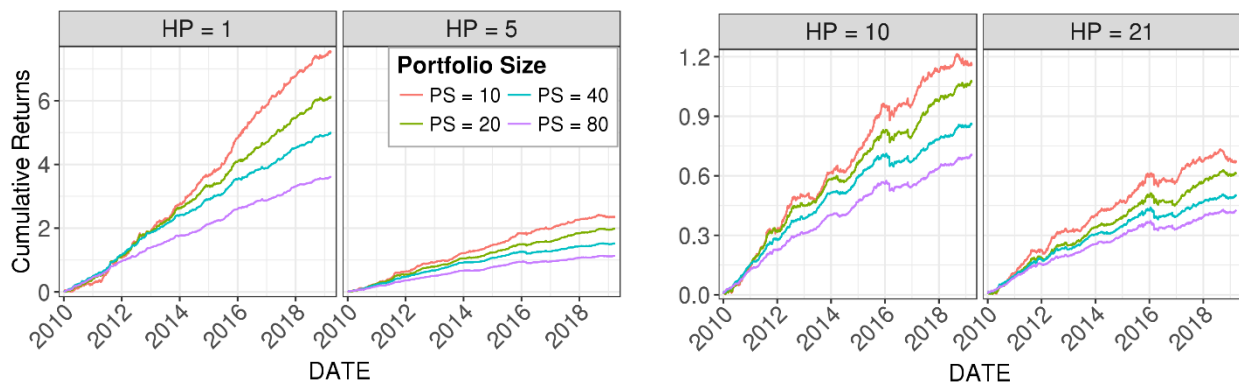 HP = 1
HP = 5
Cumulative Returns
6
4
2
0
Portfolio Size
PS = 10
PS = 40
PS = 20
PS = 80
2010
2012
2014
2016
2018
2010
2012
2014
2016
2018
DATE
HP = 10
HP = 21
1.2
0.9
0.6
0.3
0.0
2010
2012
2014
2016
2018
2010
2012
2014
2016
2018
DATE